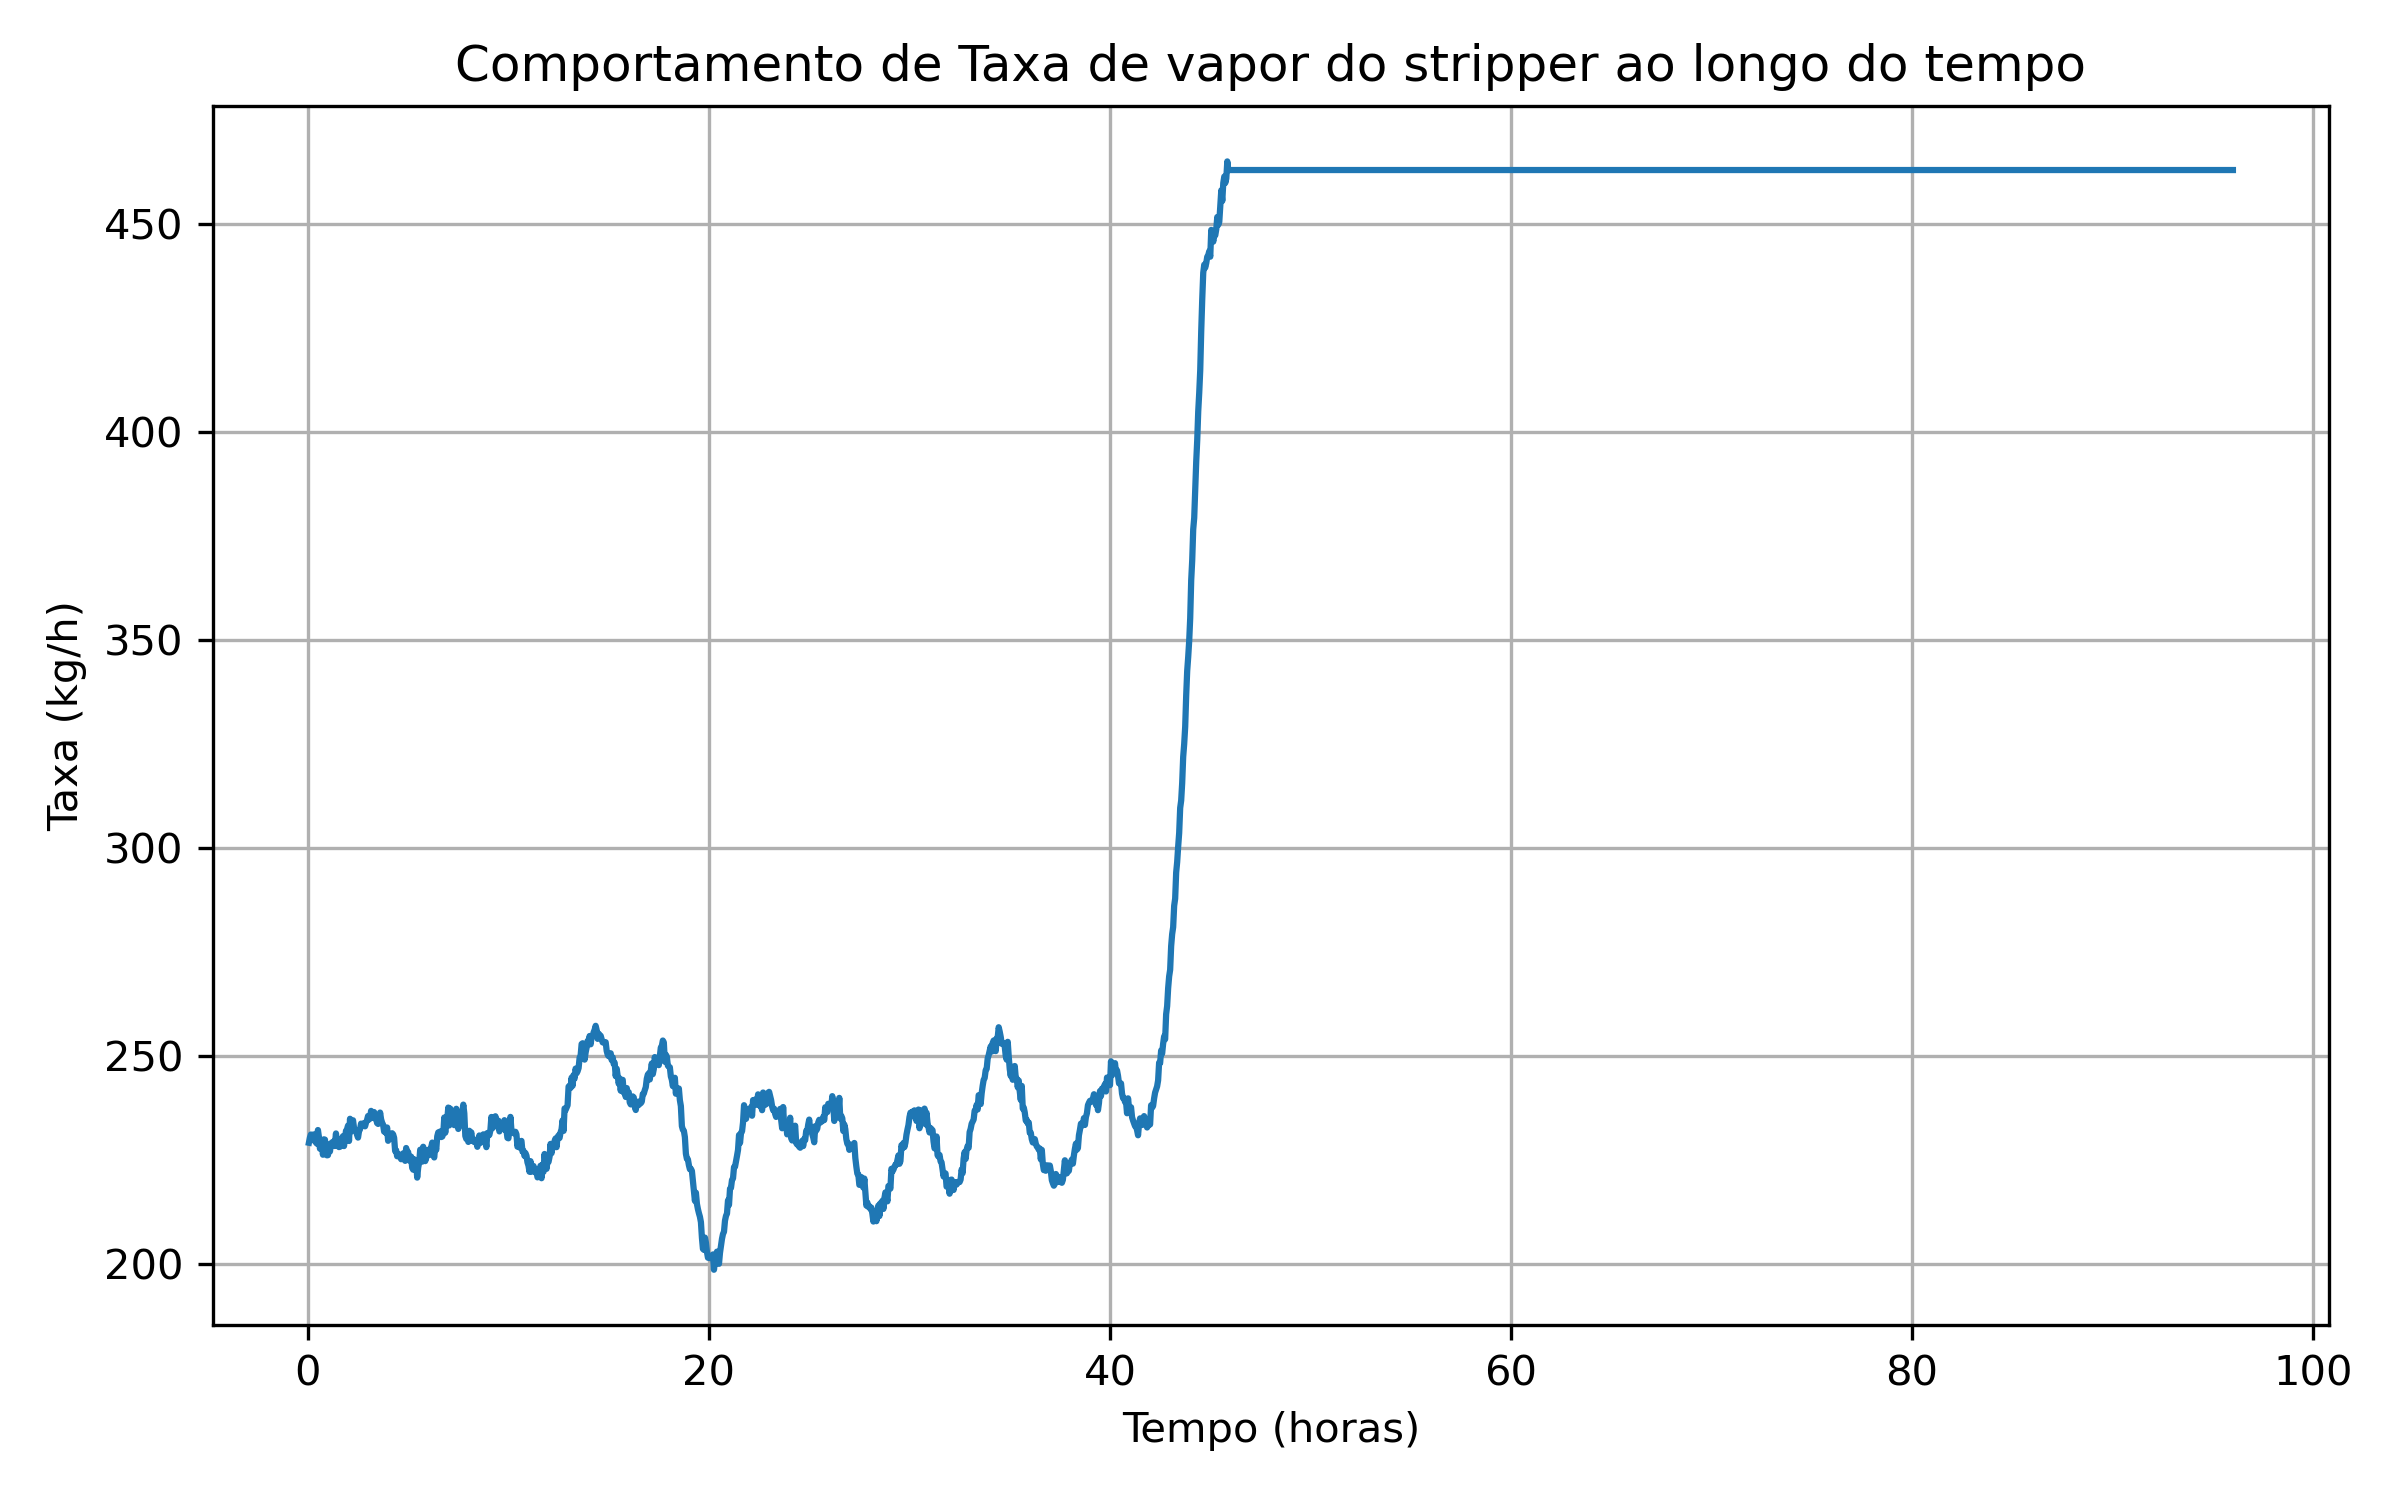 Comportamento de Taxa de vapor do stripper ao longo do tempo
450
400
350
300
250
200
Taxa (kg/h)
0 20 40 60 80 100
Tempo (horas)